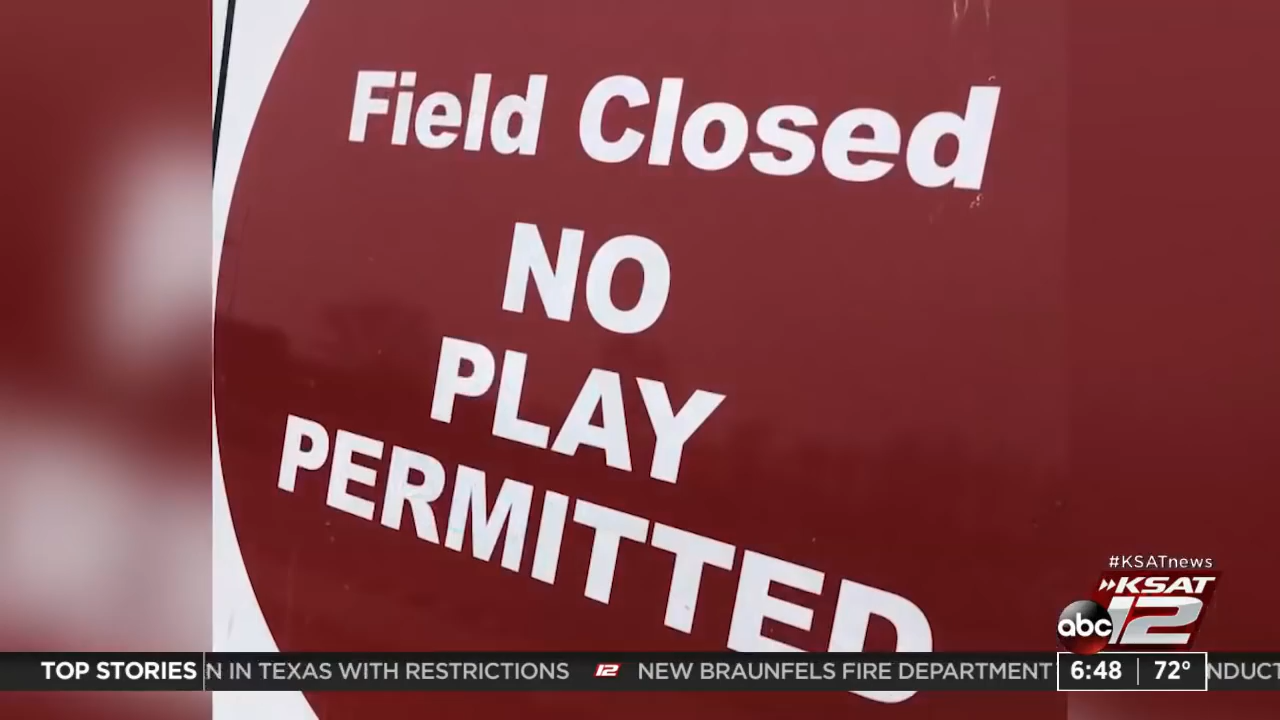 Field Closed
NO
PLAY
PERMITTED
#KSATnews
KSAT
abc 12
TOP STORIES N IN TEXAS WITH RESTRICTIONS 12 NEW BRAUNFELS FIRE DEPARTMENT 6:48 72° NDUCT